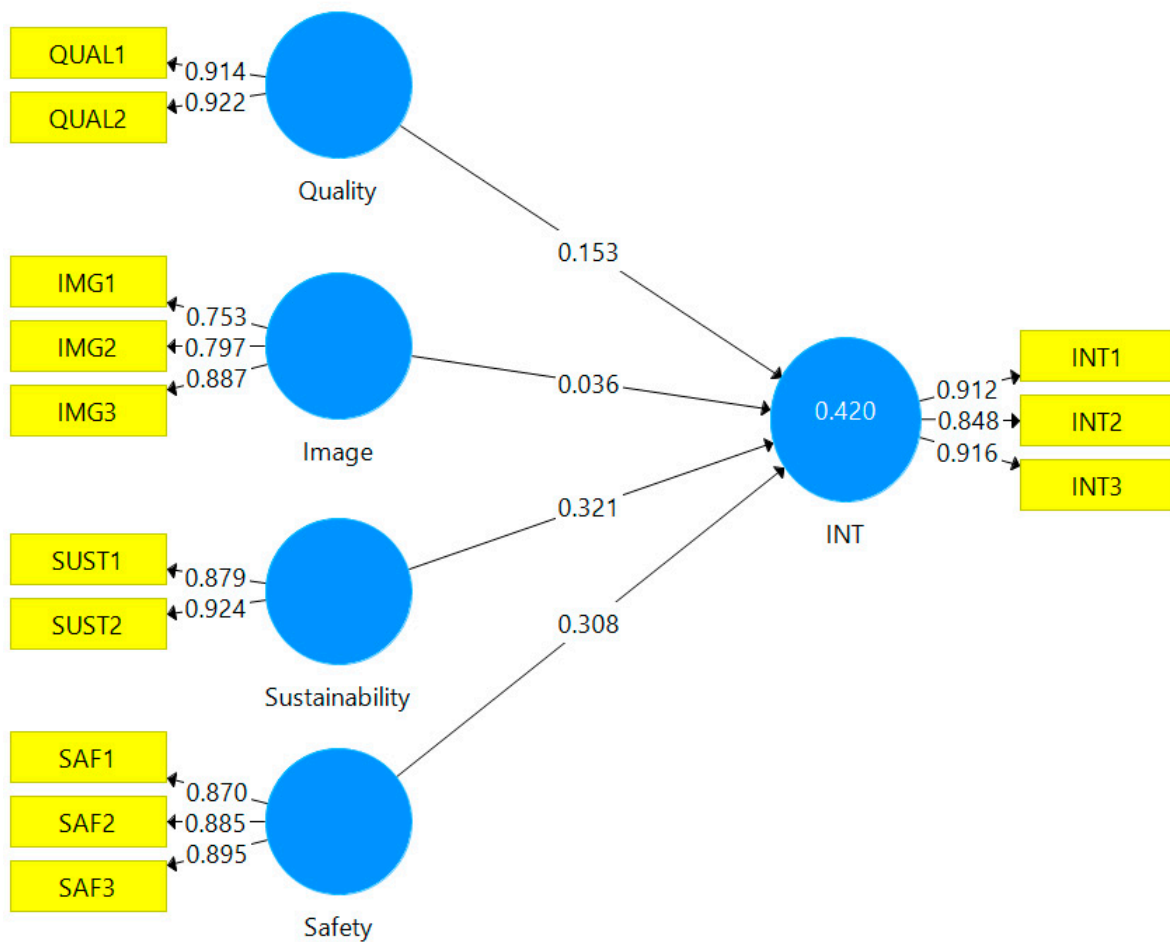 QUAL1
0.914
0.922
QUAL2
Quality
0.153
IMG1
0.753
IMG2
0.797
0.887
IMG3
Image
0.036
0.420
INT
INT1
0.912
0.848
INT2
0.916
INT3
0.321
SUST1
0.879
0.924
SUST2
Sustainability
0.308
SAF1
0.870
SAF2
0.885
0.895
SAF3
Safety